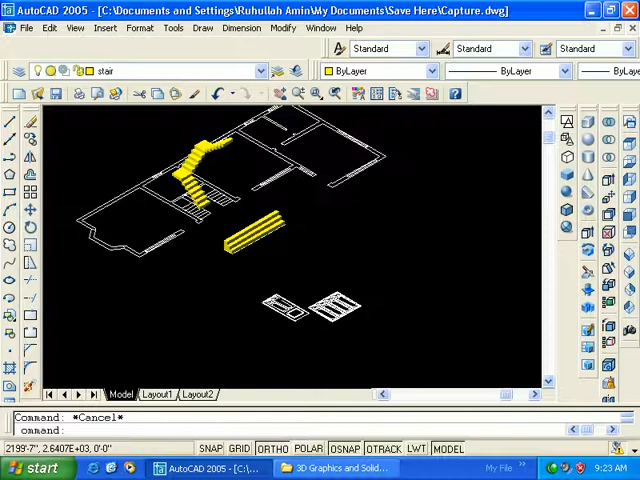 AutoCAD 2005 - [C:\Documents and Settings\Ruhullah Amin\My Documents\Save Here\Capture.dwg]
File Edit View Insert Format Tools Draw Dimension Modify Window Help
Standard Standard Standard
stair ByLayer ByLayer ByLayer
Model Layout1 Layout2
Command: *Cancel*
ommand:
2199'-7", 2.6407E+03, 0'-0" SNAP GRID ORTHO POLAR OSNAP OTRACK LWT MODEL
start AutoCAD 2005 - [C:\... 3D Graphics and Solid... My File » 9:23 AM